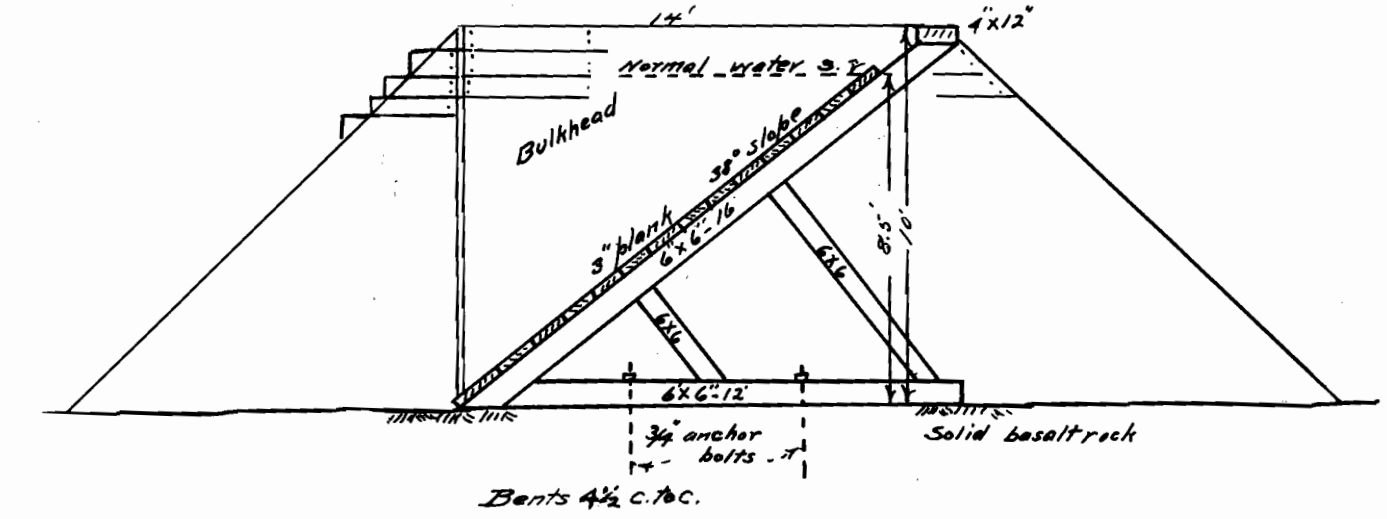 14'
4"x12"
Normal water s.
Bulkhead
38° slope
3" plank
6"x6"-16'
6x6
6x6
8.5'
10'
6"x6"-12'
3/4" anchor
bolts
Solid basalt rock
Bents 4½ c.toc.